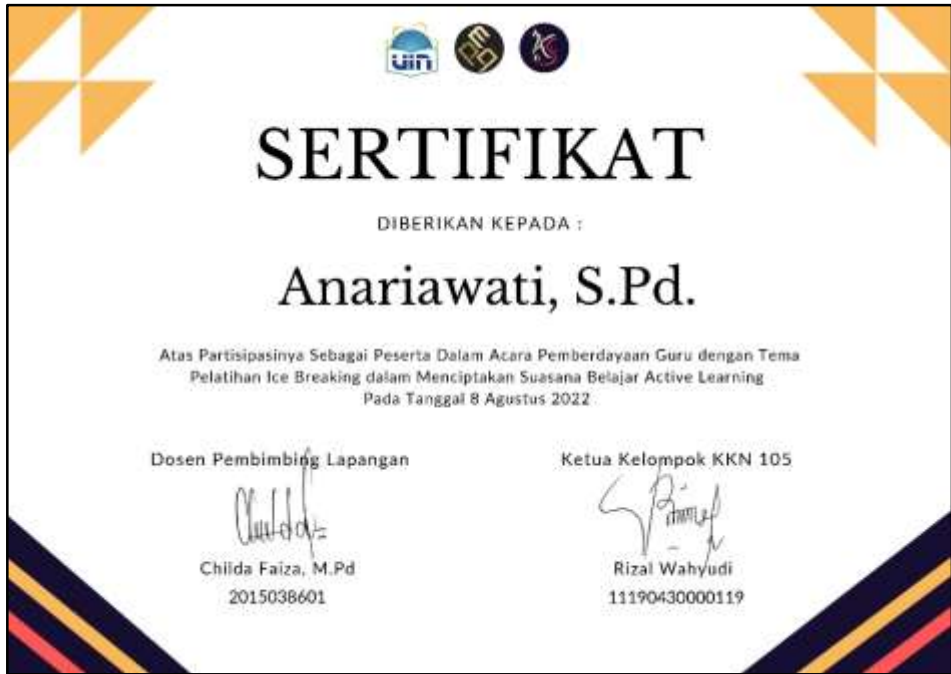 UIN
SERTIFIKAT
DIBERIKAN KEPADA :
Anariawati, S.Pd.
Atas Partisipasinya Sebagai Peserta Dalam Acara Pemberdayaan Guru dengan Tema
Pelatihan Ice Breaking dalam Menciptakan Suasana Belajar Active Learning
Pada Tanggal 8 Agustus 2022
Dosen Pembimbing Lapangan
Ketua Kelompok KKN 105
Childa Faiza, M.Pd
Rizal Wahyudi
2015038601
11190430000119